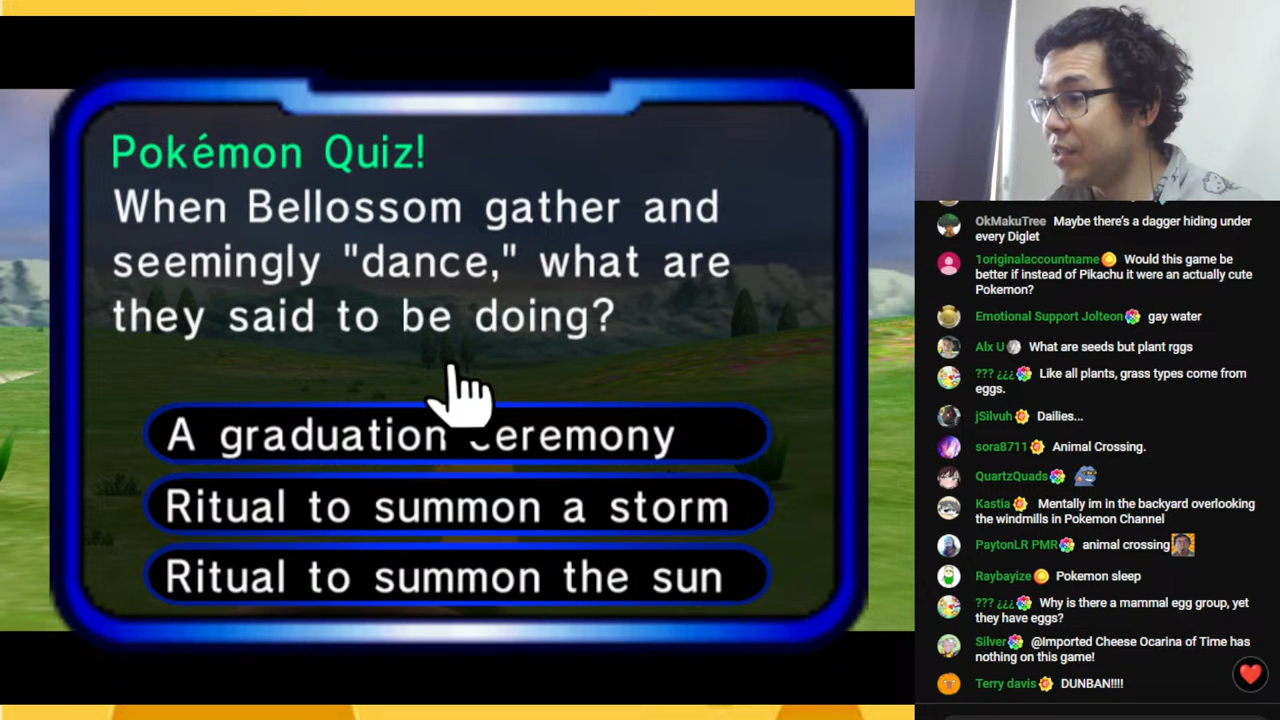 Pokémon Quiz!
When Bellossom gather and
seemingly "dance," what are
they said to be doing?
A graduation ceremony
Ritual to summon a storm
Ritual to summon the sun
OkMakuTree Maybe there's a dagger hiding under
every Diglet
1originalaccountname Would this game be
better if instead of Pikachu it were an actually cute
Pokemon?
Emotional Support Jolteon gay water
Alx U What are seeds but plant rggs
??? ¿¿¿ Like all plants, grass types come from
eggs.
jSilvuh Dailies...
sora8711 Animal Crossing.
QuartzQuads
Kastia Mentally im in the backyard overlooking
the windmills in Pokemon Channel
PaytonLR PMR animal crossing
Raybayize Pokemon sleep
??? ¿¿¿ Why is there a mammal egg group, yet
they have eggs?
Silver @Imported Cheese Ocarina of Time has
nothing on this game!
Terry davis DUNBAN!!!!